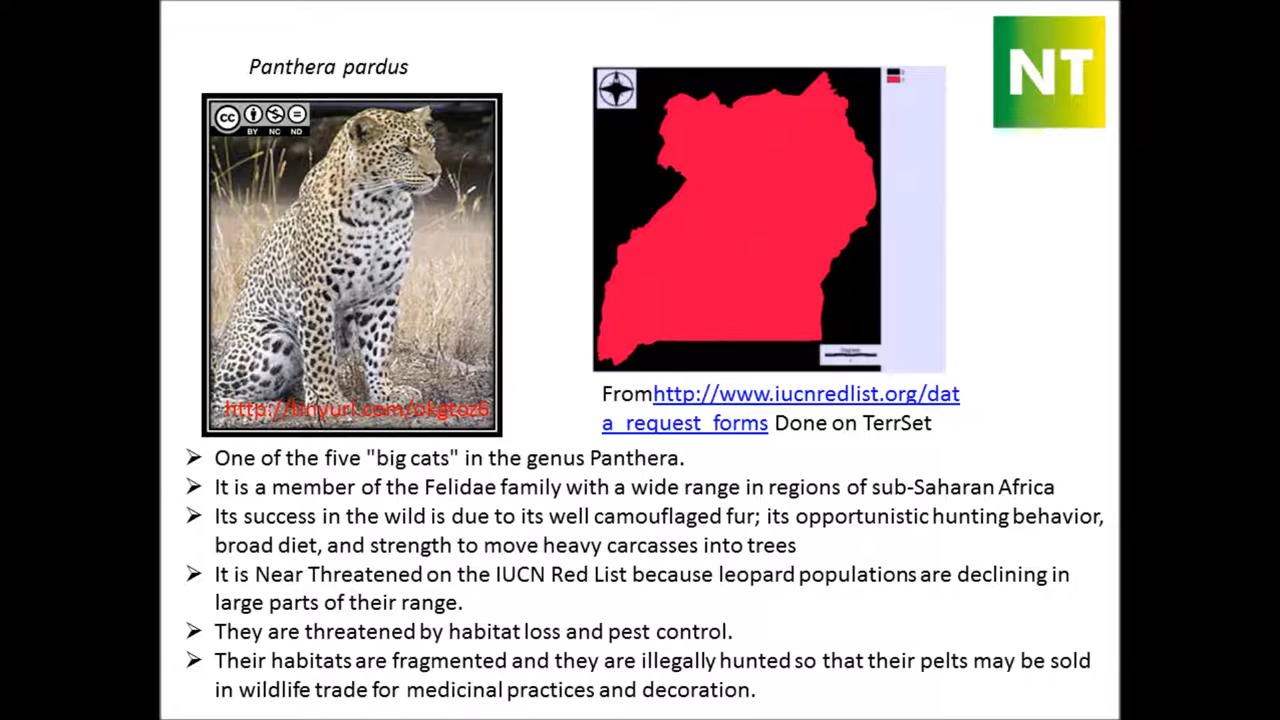 Panthera pardus
NT
CC
BY NC ND
http://tinyurl.com/okgtoz6
Fromhttp://www.iucnredlist.org/dat
a_request_forms Done on TerrSet
➢ One of the five "big cats" in the genus Panthera.
➢ It is a member of the Felidae family with a wide range in regions of sub-Saharan Africa
➢ Its success in the wild is due to its well camouflaged fur; its opportunistic hunting behavior,
broad diet, and strength to move heavy carcasses into trees
➢ It is Near Threatened on the IUCN Red List because leopard populations are declining in
large parts of their range.
➢ They are threatened by habitat loss and pest control.
➢ Their habitats are fragmented and they are illegally hunted so that their pelts may be sold
in wildlife trade for medicinal practices and decoration.